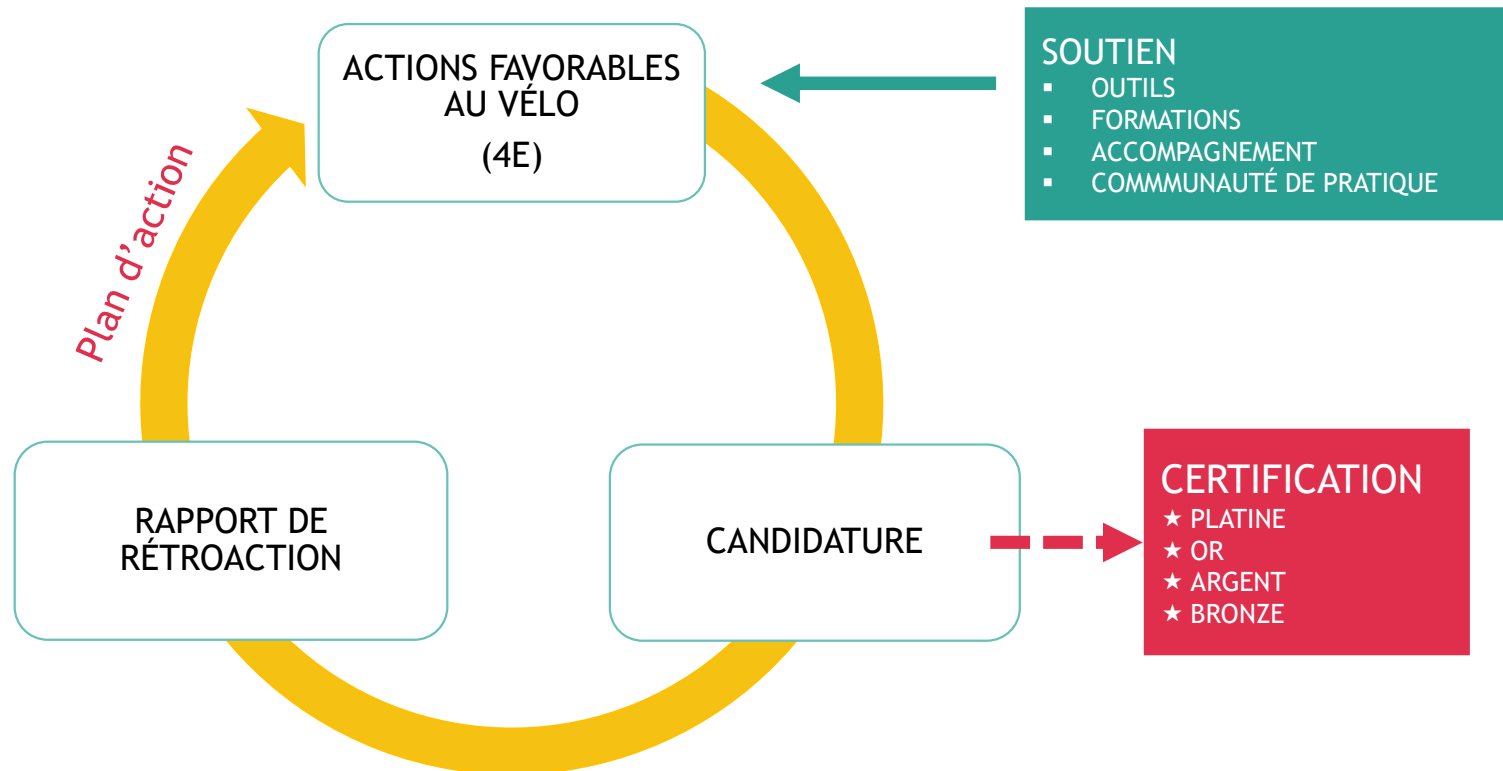 ACTIONS FAVORABLES
AU VÉLO
(4E)
SOUTIEN
▪ OUTILS
▪ FORMATIONS
▪ ACCOMPAGNEMENT
▪ COMMMUNAUTÉ DE PRATIQUE
Plan d’action
RAPPORT DE
RÉTROACTION
CANDIDATURE
CERTIFICATION
★ PLATINE
★ OR
★ ARGENT
★ BRONZE